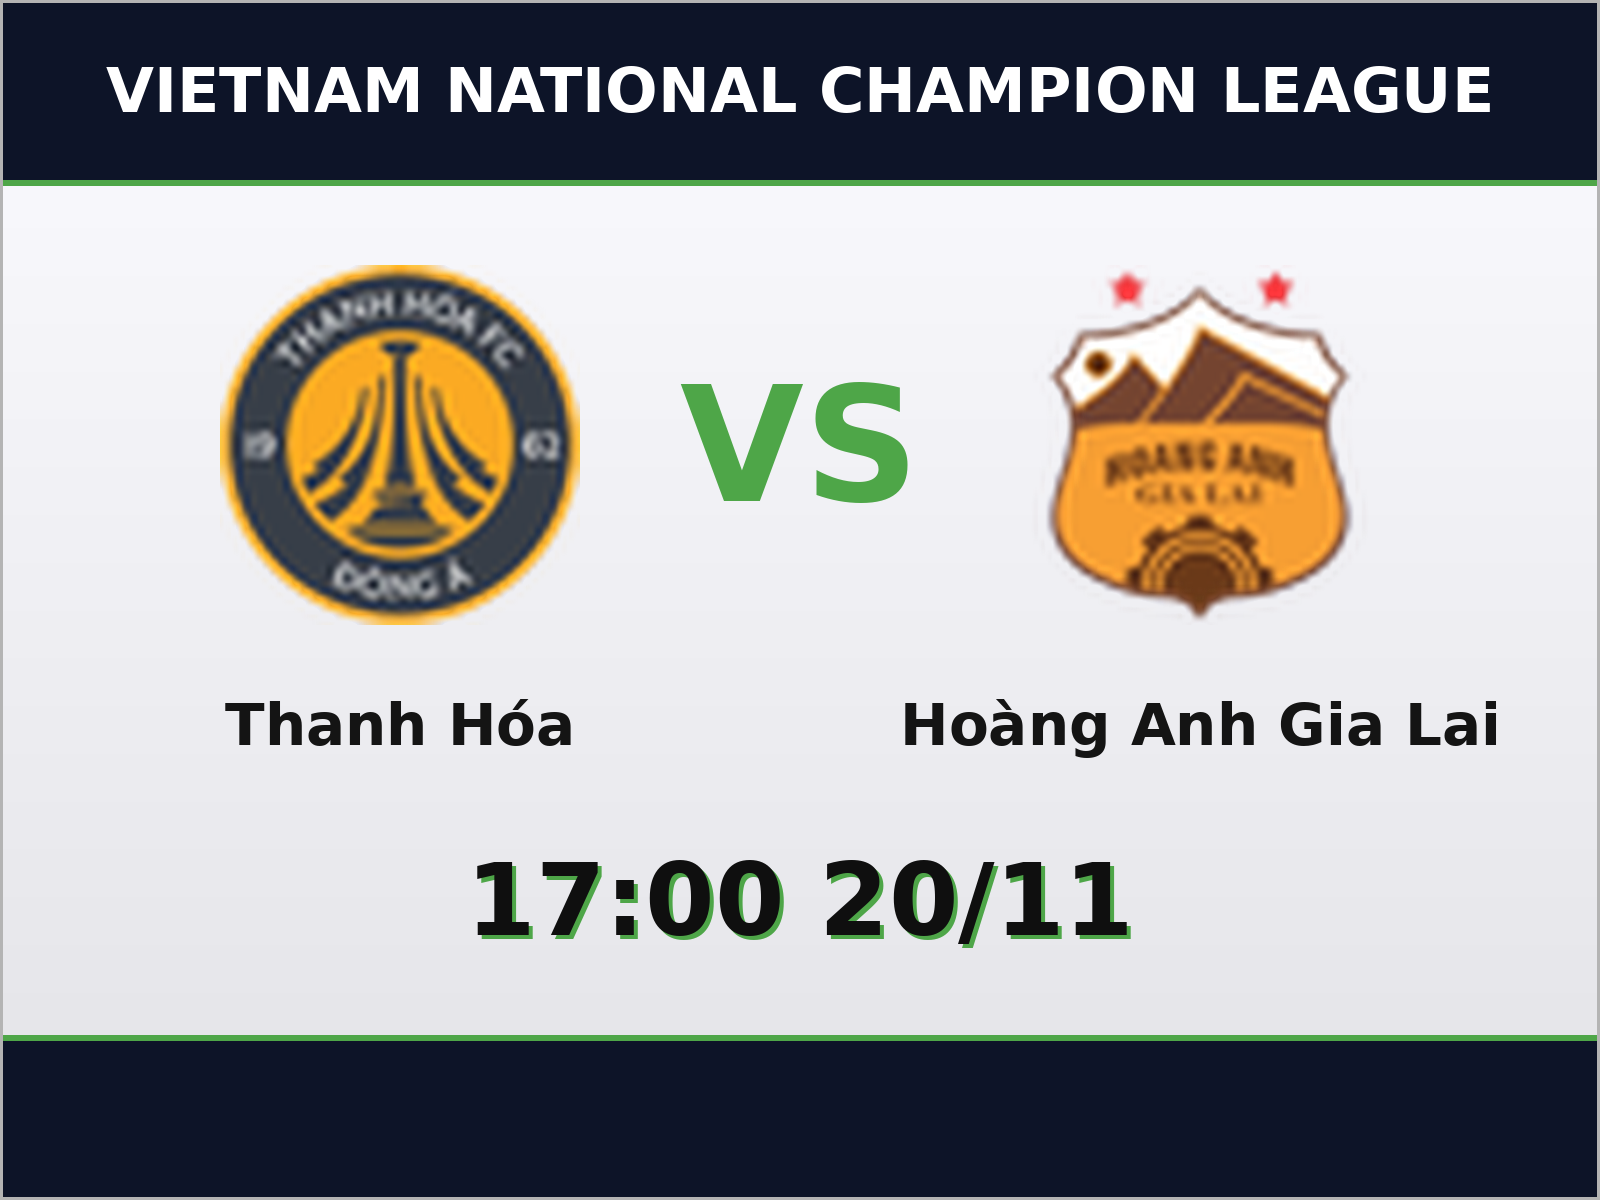 VIETNAM NATIONAL CHAMPION LEAGUE
THANH HÓA FC
19 62
ĐÔNG Á
VS
HOANG ANH
GIA LAI
Thanh Hóa
Hoàng Anh Gia Lai
17:00 20/11